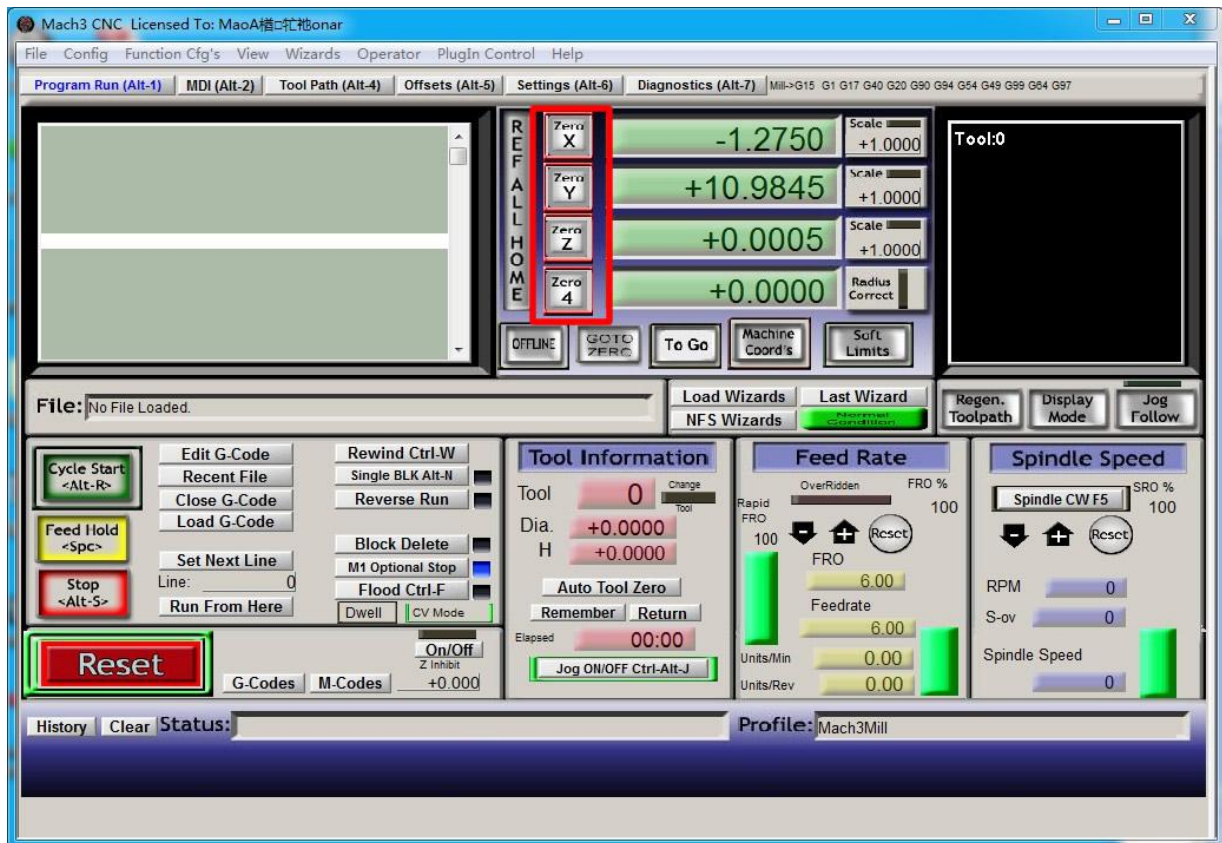 Mach3 CNC Licensed To: MaoA楿□牤祂onar
File Config Function Cfg's View Wizards Operator PlugIn Control Help
Program Run (Alt-1) MDI (Alt-2) Tool Path (Alt-4) Offsets (Alt-5) Settings (Alt-6) Diagnostics (Alt-7) Mill->G15 G1 G17 G40 G20 G90 G94 G54 G49 G99 G64 G97
REF ALL HOME
Zero X -1.2750 Scale +1.0000
Zero Y +10.9845 Scale +1.0000
Zero Z +0.0005 Scale +1.0000
Zero 4 +0.0000 Radius Correct
OFFLINE GOTO ZERO To Go Machine Coord's Soft Limits
Tool:0
File: No File Loaded.
Load Wizards Last Wizard
NFS Wizards Normal Condition
Regen. Toolpath Display Mode Jog Follow
Cycle Start <Alt-R>
Feed Hold <Spc>
Stop <Alt-S>
Edit G-Code
Recent File
Close G-Code
Load G-Code
Set Next Line
Line: 0
Run From Here
Rewind Ctrl-W
Single BLK Alt-N
Reverse Run
Block Delete
M1 Optional Stop
Flood Ctrl-F
Dwell CV Mode
Reset
G-Codes M-Codes
On/Off
Z Inhibit
+0.000
Tool Information
Tool 0 Change Tool
Dia. +0.0000
H +0.0000
Auto Tool Zero
Remember Return
Elapsed 00:00
Jog ON/OFF Ctrl-Alt-J
Feed Rate
OverRidden FRO %
100
Rapid FRO
100
Reset
FRO
6.00
Feedrate
6.00
Units/Min 0.00
Units/Rev 0.00
Spindle Speed
Spindle CW F5 SRO %
100
Reset
RPM 0
S-ov 0
Spindle Speed
0
History Clear Status:
Profile: Mach3Mill